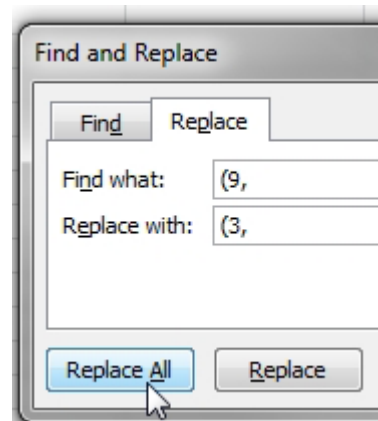 Find and Replace
Find Replace
Find what: (9,
Replace with: (3,
Replace All Replace